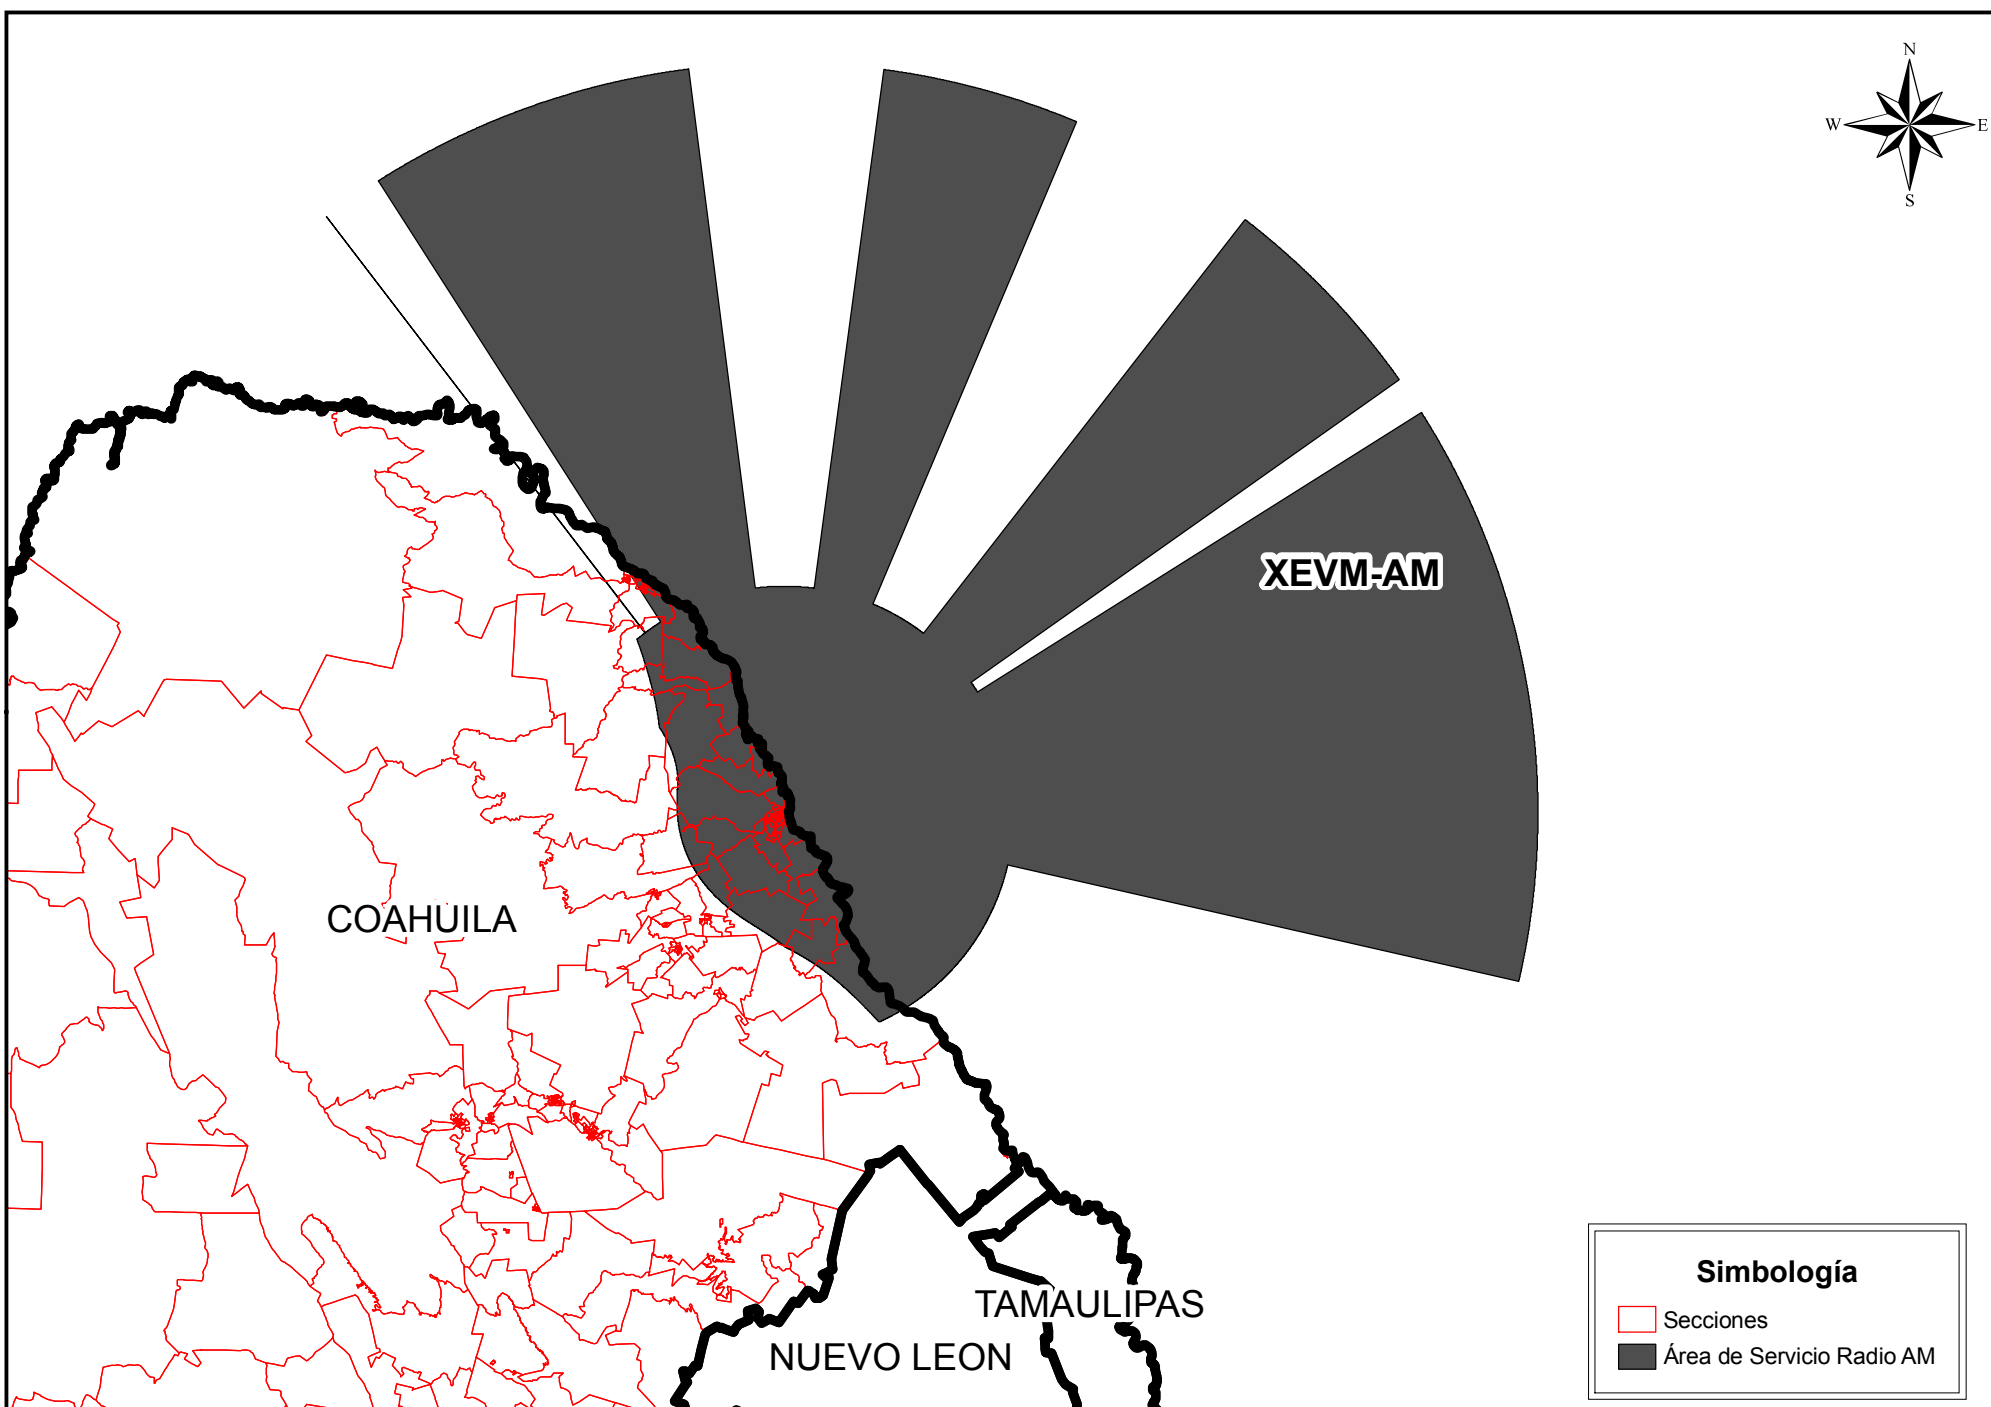 N
W E
S
XEVM-AM
COAHUILA
TAMAULIPAS
NUEVO LEON
Simbología
Secciones
Área de Servicio Radio AM